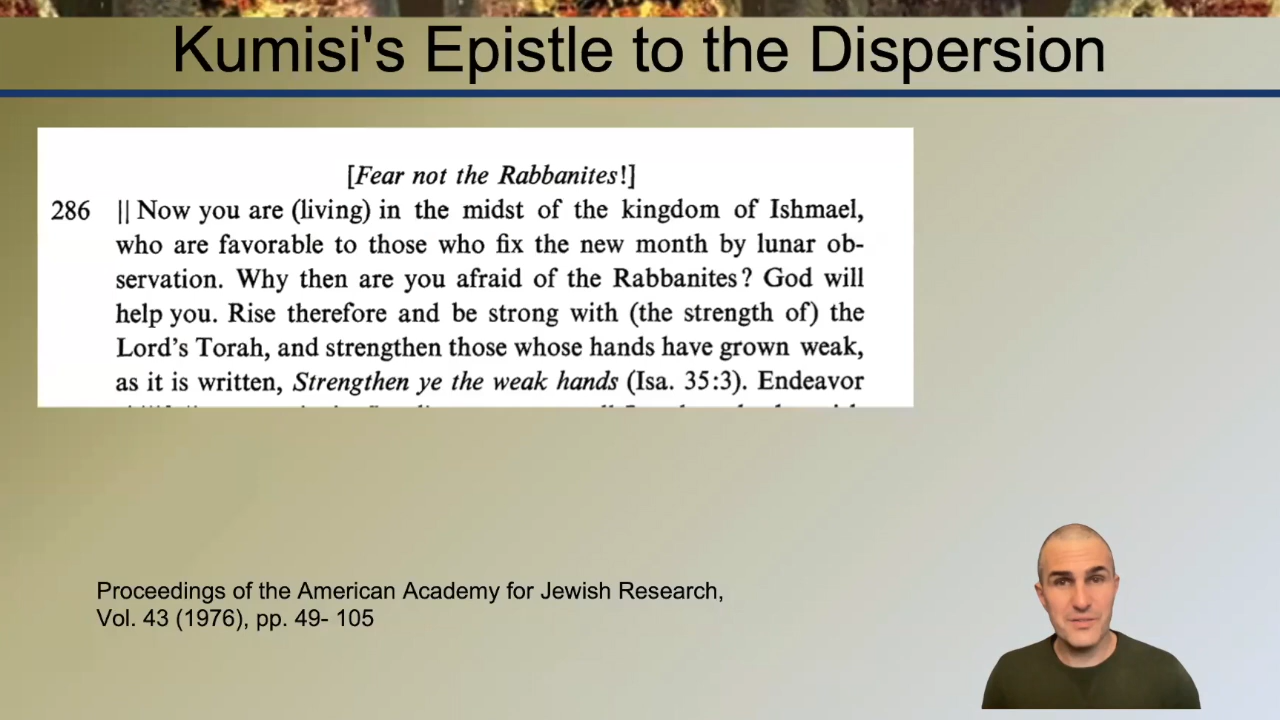 Kumisi's Epistle to the Dispersion
[Fear not the Rabbanites!]
286 || Now you are (living) in the midst of the kingdom of Ishmael,
who are favorable to those who fix the new month by lunar ob-
servation. Why then are you afraid of the Rabbanites? God will
help you. Rise therefore and be strong with (the strength of) the
Lord's Torah, and strengthen those whose hands have grown weak,
as it is written, Strengthen ye the weak hands (Isa. 35:3). Endeavor
Proceedings of the American Academy for Jewish Research,
Vol. 43 (1976), pp. 49- 105